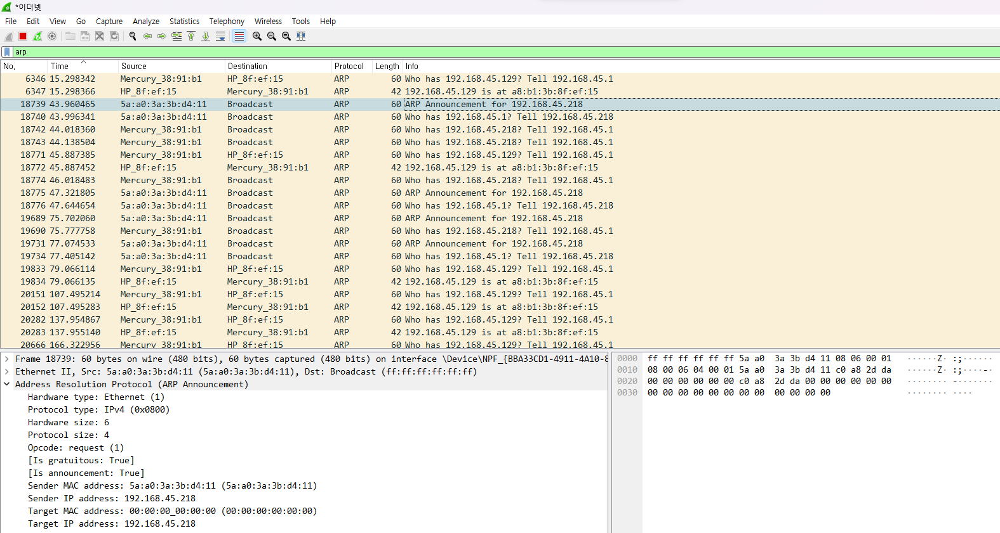 *이더넷
File Edit View Go Capture Analyze Statistics Telephony Wireless Tools Help
arp
No. Time Source Destination Protocol Length Info
6346 15.298342 Mercury_38:91:b1 HP_8f:ef:15 ARP 60 Who has 192.168.45.129? Tell 192.168.45.1
6347 15.298366 HP_8f:ef:15 Mercury_38:91:b1 ARP 42 192.168.45.129 is at a8:b1:3b:8f:ef:15
18739 43.960465 5a:a0:3a:3b:d4:11 Broadcast ARP 60 ARP Announcement for 192.168.45.218
18740 43.996341 5a:a0:3a:3b:d4:11 Broadcast ARP 60 Who has 192.168.45.1? Tell 192.168.45.218
18742 44.018360 Mercury_38:91:b1 Broadcast ARP 60 Who has 192.168.45.218? Tell 192.168.45.1
18743 44.138504 Mercury_38:91:b1 Broadcast ARP 60 Who has 192.168.45.218? Tell 192.168.45.1
18771 45.887385 Mercury_38:91:b1 HP_8f:ef:15 ARP 60 Who has 192.168.45.129? Tell 192.168.45.1
18772 45.887452 HP_8f:ef:15 Mercury_38:91:b1 ARP 42 192.168.45.129 is at a8:b1:3b:8f:ef:15
18774 46.018483 Mercury_38:91:b1 Broadcast ARP 60 Who has 192.168.45.218? Tell 192.168.45.1
18775 47.321805 5a:a0:3a:3b:d4:11 Broadcast ARP 60 ARP Announcement for 192.168.45.218
18776 47.644654 5a:a0:3a:3b:d4:11 Broadcast ARP 60 Who has 192.168.45.1? Tell 192.168.45.218
19689 75.702060 5a:a0:3a:3b:d4:11 Broadcast ARP 60 ARP Announcement for 192.168.45.218
19690 75.777758 Mercury_38:91:b1 Broadcast ARP 60 Who has 192.168.45.218? Tell 192.168.45.1
19731 77.074533 5a:a0:3a:3b:d4:11 Broadcast ARP 60 ARP Announcement for 192.168.45.218
19734 77.405142 5a:a0:3a:3b:d4:11 Broadcast ARP 60 Who has 192.168.45.1? Tell 192.168.45.218
19833 79.066114 Mercury_38:91:b1 HP_8f:ef:15 ARP 60 Who has 192.168.45.129? Tell 192.168.45.1
19834 79.066135 HP_8f:ef:15 Mercury_38:91:b1 ARP 42 192.168.45.129 is at a8:b1:3b:8f:ef:15
20151 107.495214 Mercury_38:91:b1 HP_8f:ef:15 ARP 60 Who has 192.168.45.129? Tell 192.168.45.1
20152 107.495283 HP_8f:ef:15 Mercury_38:91:b1 ARP 42 192.168.45.129 is at a8:b1:3b:8f:ef:15
20282 137.954867 Mercury_38:91:b1 HP_8f:ef:15 ARP 60 Who has 192.168.45.129? Tell 192.168.45.1
20283 137.955140 HP_8f:ef:15 Mercury_38:91:b1 ARP 42 192.168.45.129 is at a8:b1:3b:8f:ef:15
20666 166.322956 Mercury_38:91:b1 HP_8f:ef:15 ARP 60 Who has 192.168.45.129? Tell 192.168.45.1
Frame 18739: 60 bytes on wire (480 bits), 60 bytes captured (480 bits) on interface \Device\NPF_{BBA33CD1-4911-4A10-8
Ethernet II, Src: 5a:a0:3a:3b:d4:11 (5a:a0:3a:3b:d4:11), Dst: Broadcast (ff:ff:ff:ff:ff:ff)
Address Resolution Protocol (ARP Announcement)
Hardware type: Ethernet (1)
Protocol type: IPv4 (0x0800)
Hardware size: 6
Protocol size: 4
Opcode: request (1)
[Is gratuitous: True]
[Is announcement: True]
Sender MAC address: 5a:a0:3a:3b:d4:11 (5a:a0:3a:3b:d4:11)
Sender IP address: 192.168.45.218
Target MAC address: 00:00:00_00:00:00 (00:00:00:00:00:00)
Target IP address: 192.168.45.218
0000 ff ff ff ff ff ff 5a a0 3a 3b d4 11 08 06 00 01 ······Z· :;······
0010 08 00 06 04 00 01 5a a0 3a 3b d4 11 c0 a8 2d da ······Z· :;····-·
0020 00 00 00 00 00 00 c0 a8 2d da 00 00 00 00 00 00 ········ -·······
0030 00 00 00 00 00 00 00 00 00 00 00 00 ········ ····